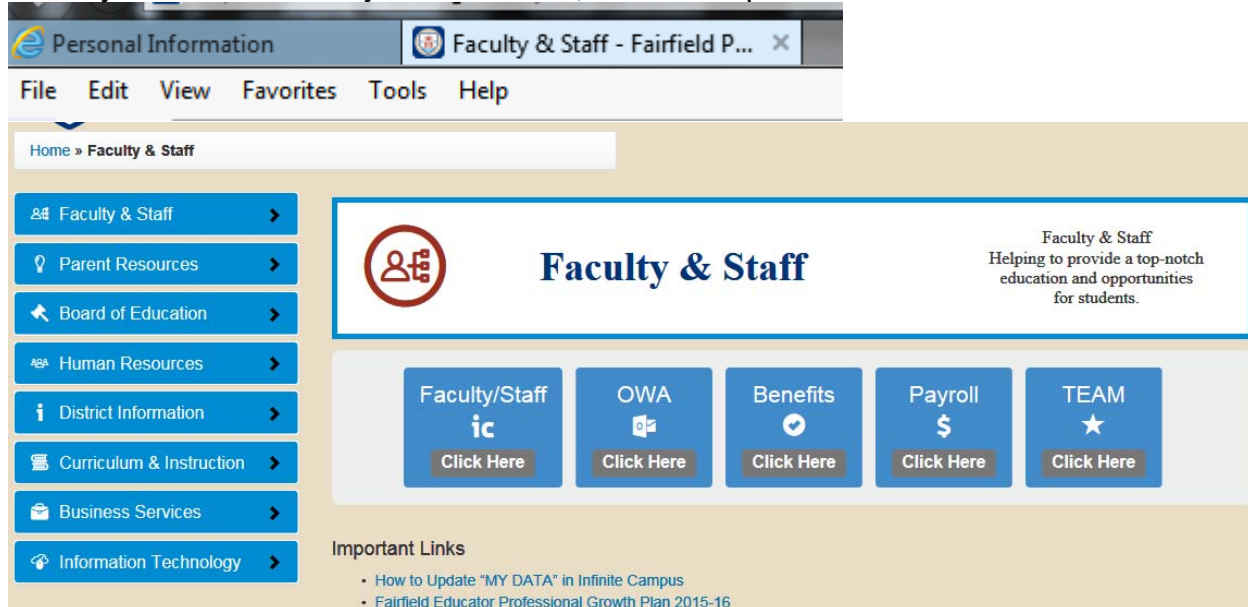 Personal Information
Faculty & Staff - Fairfield P...
File Edit View Favorites Tools Help
Home » Faculty & Staff
Faculty & Staff
Parent Resources
Board of Education
Human Resources
District Information
Curriculum & Instruction
Business Services
Information Technology
Faculty & Staff
Faculty & Staff
Helping to provide a top-notch
education and opportunities
for students.
Faculty/Staff
ic
Click Here
OWA
Click Here
Benefits
Click Here
Payroll
$
Click Here
TEAM
Click Here
Important Links
• How to Update “MY DATA” in Infinite Campus
• Fairfield Educator Professional Growth Plan 2015-16